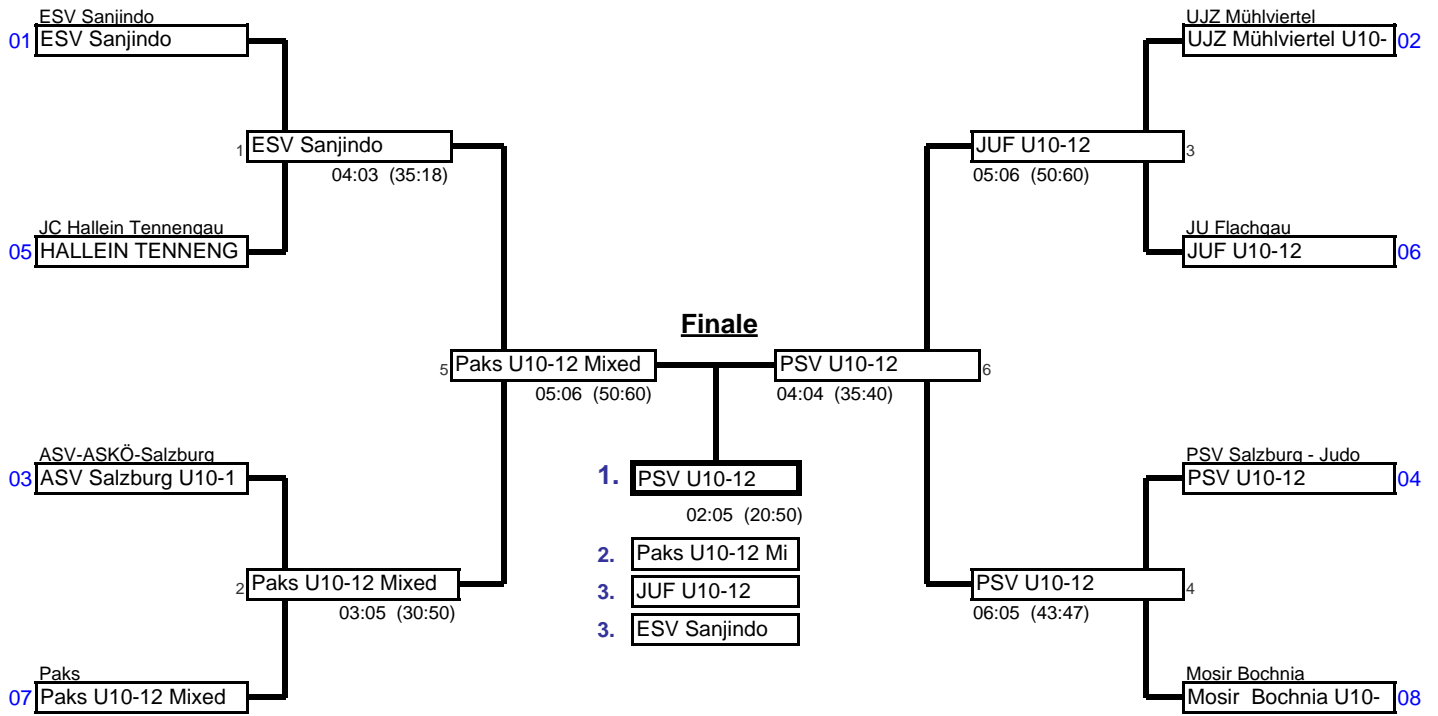 ESV Sanjindo
01 ESV Sanjindo
1 ESV Sanjindo
04:03 (35:18)
JC Hallein Tennengau
05 HALLEIN TENNENG
5 Paks U10-12 Mixed
05:06 (50:60)
ASV-ASKÖ-Salzburg
03 ASV Salzburg U10-1
2 Paks U10-12 Mixed
03:05 (30:50)
Paks
07 Paks U10-12 Mixed
Finale
1. PSV U10-12
02:05 (20:50)
2. Paks U10-12 Mi
3. JUF U10-12
3. ESV Sanjindo
UJZ Mühlviertel
UJZ Mühlviertel U10- 02
JUF U10-12 3
05:06 (50:60)
JU Flachgau
JUF U10-12 06
PSV U10-12 6
04:04 (35:40)
PSV Salzburg - Judo
PSV U10-12 04
PSV U10-12 4
06:05 (43:47)
Mosir Bochnia
Mosir Bochnia U10- 08